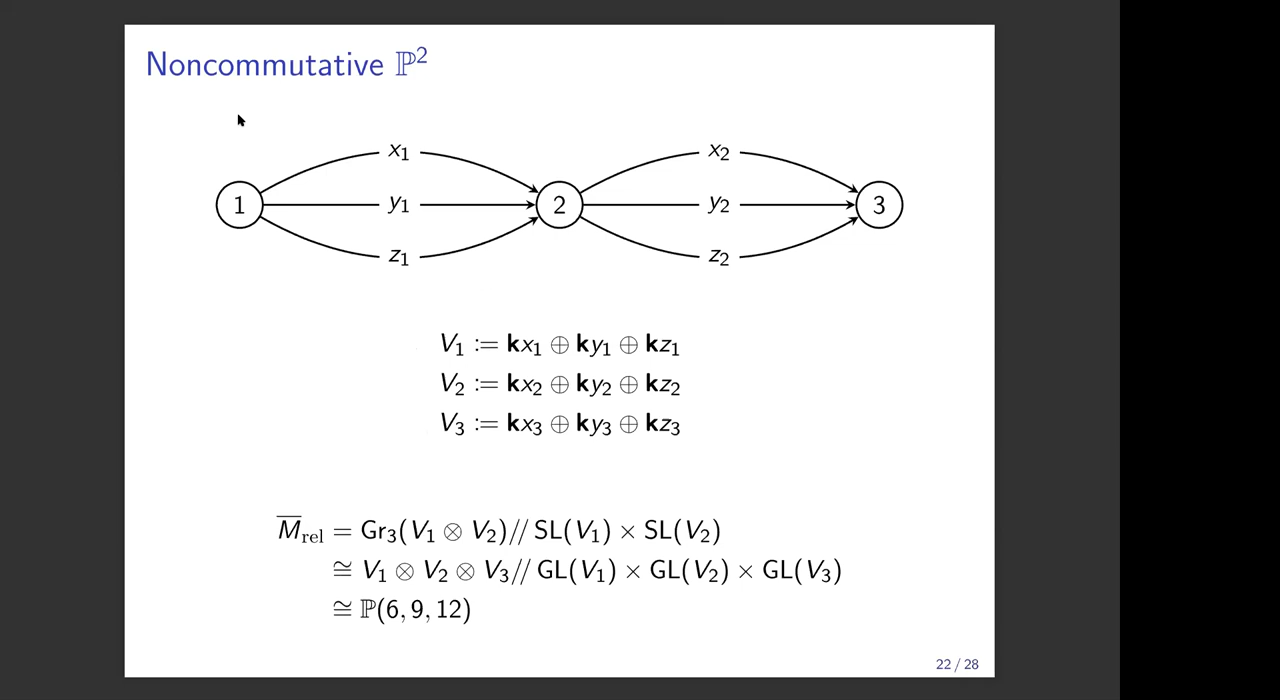 Noncommutative ℙ²
x₁ x₂
1 y₁ 2 y₂ 3
z₁ z₂
V₁ := 𝐤x₁ ⊕ 𝐤y₁ ⊕ 𝐤z₁
V₂ := 𝐤x₂ ⊕ 𝐤y₂ ⊕ 𝐤z₂
V₃ := 𝐤x₃ ⊕ 𝐤y₃ ⊕ 𝐤z₃
M̅_rel = Gr₃(V₁ ⊗ V₂)// SL(V₁) × SL(V₂)
≅ V₁ ⊗ V₂ ⊗ V₃// GL(V₁) × GL(V₂) × GL(V₃)
≅ ℙ(6, 9, 12)
22 / 28